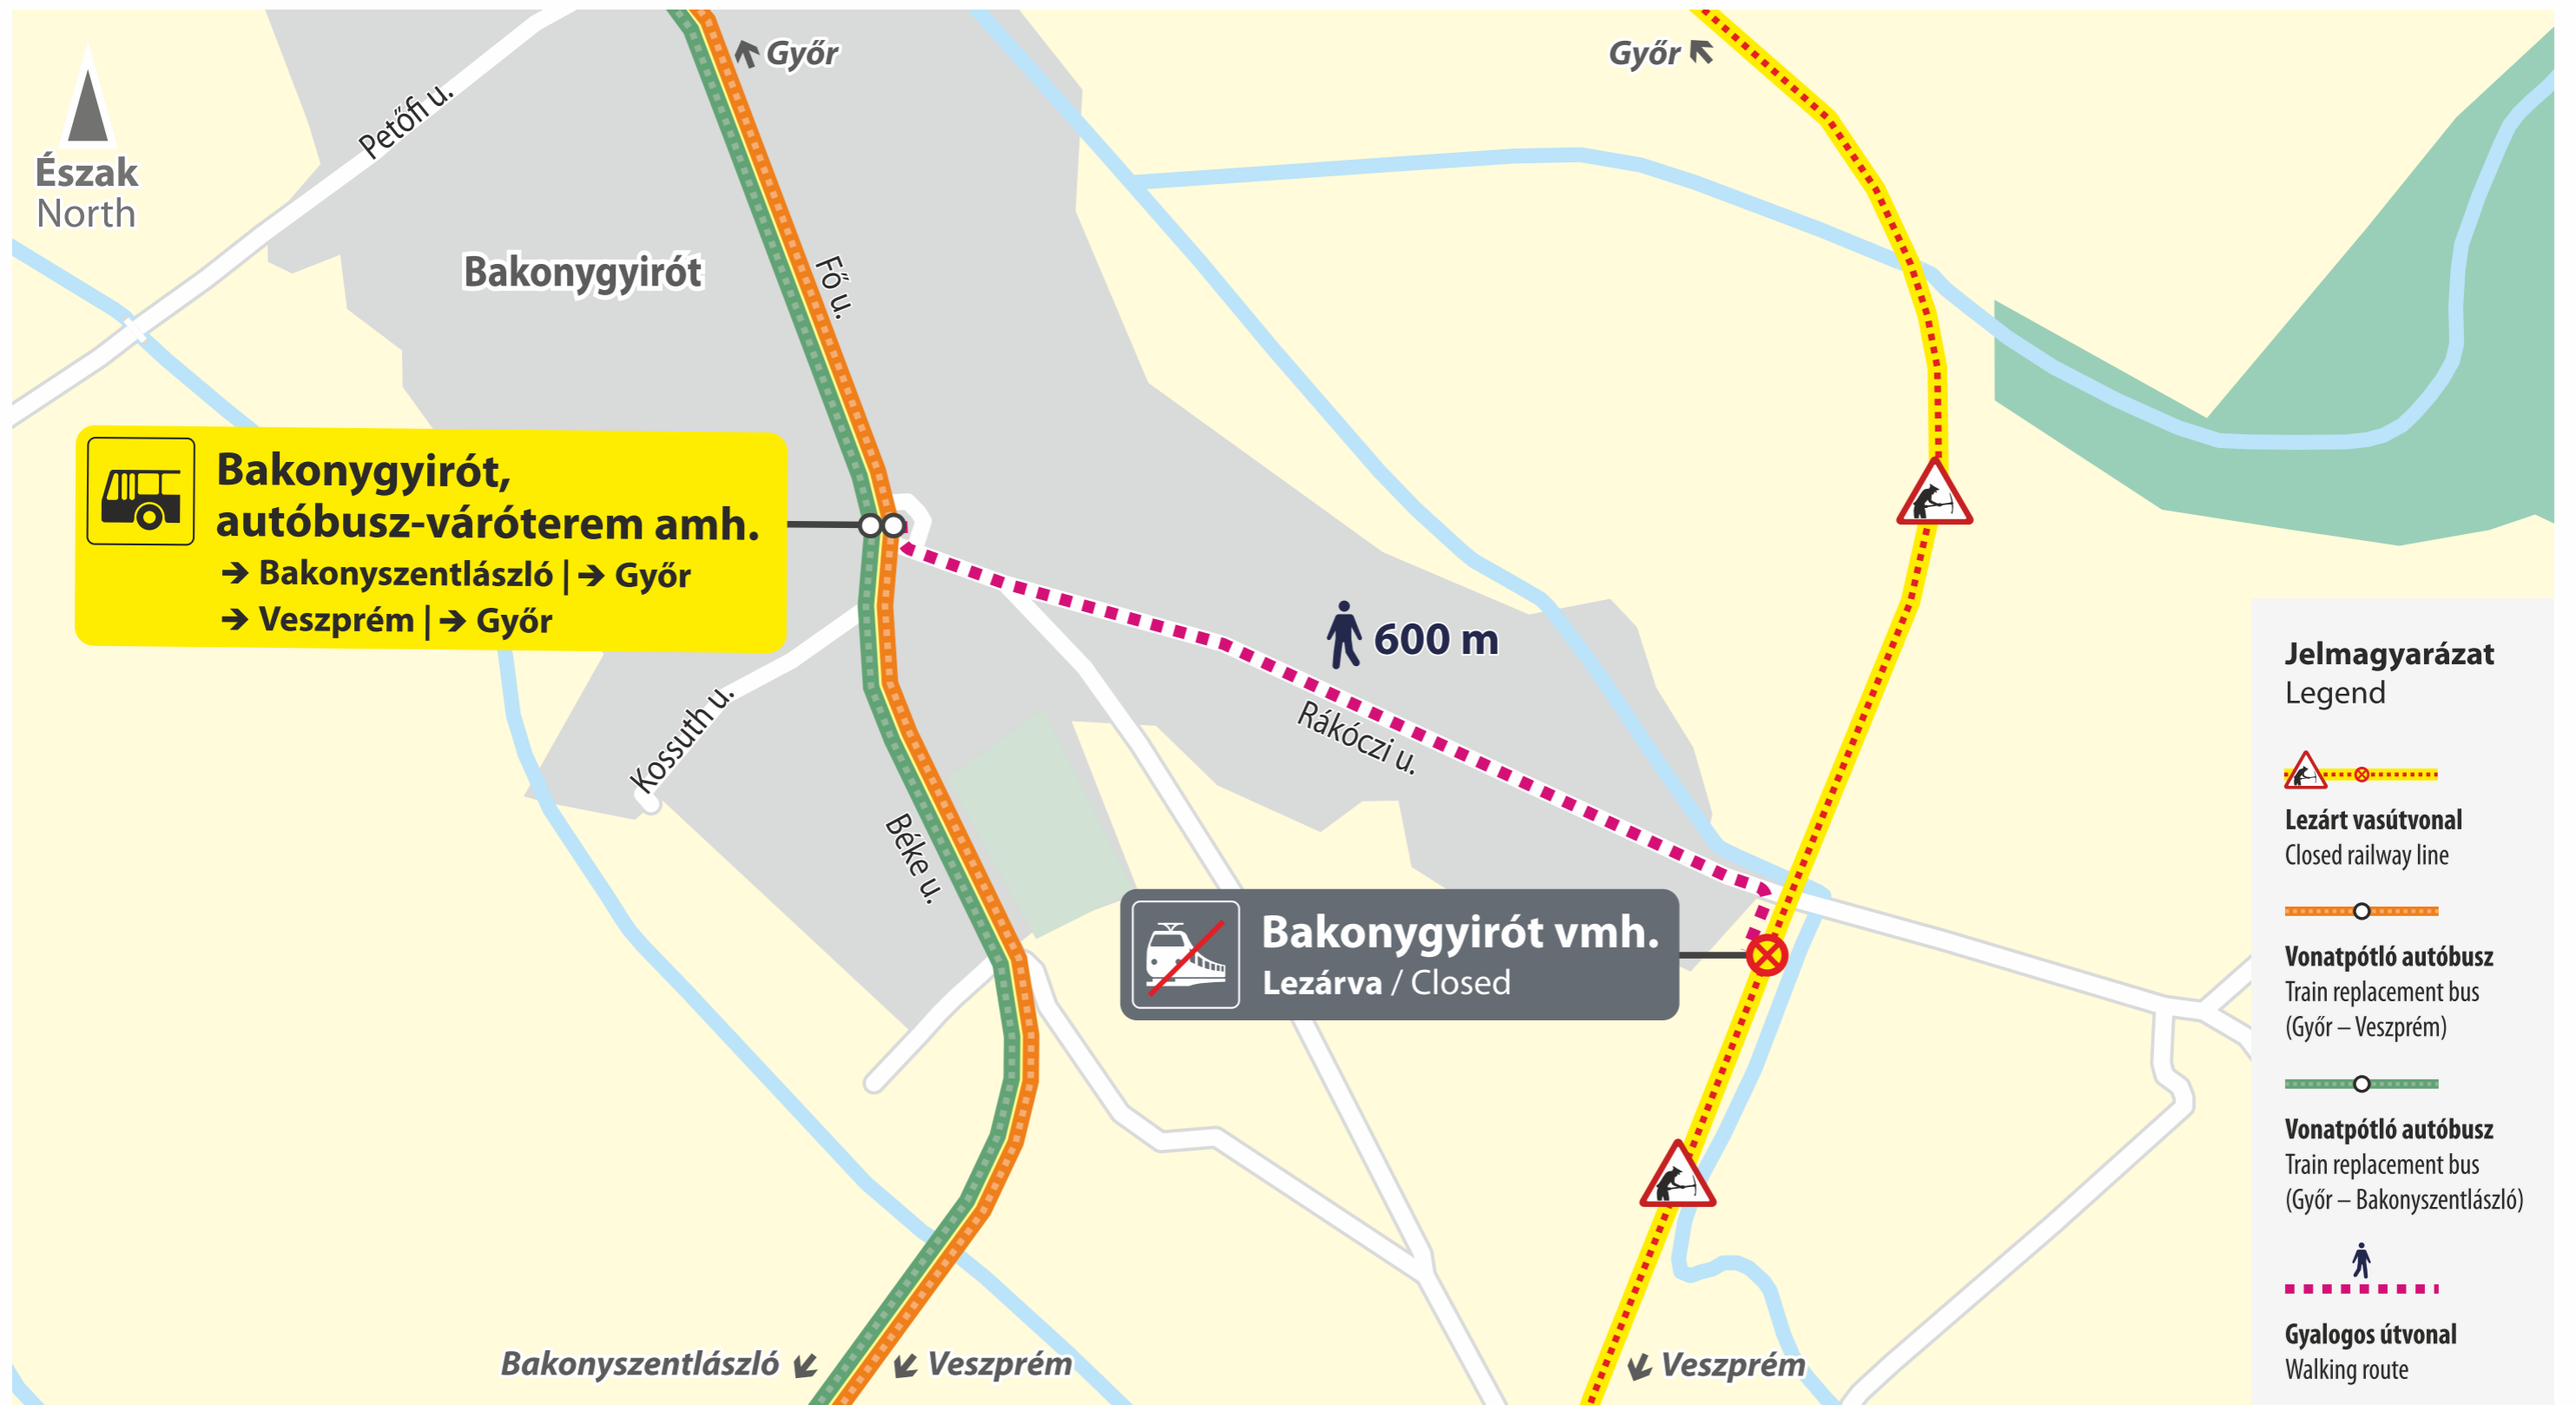 Győr
Győr
Petőfi u.
Észak
North
Bakonygyirót
Fő u.
Bakonygyirót,
autóbusz-váróterem amh.
➔ Bakonyszentlászló | ➔ Győr
➔ Veszprém | ➔ Győr
600 m
Rákóczi u.
Kossuth u.
Béke u.
Bakonygyirót vmh.
Lezárva / Closed
Bakonyszentlászló
Veszprém
Veszprém
Jelmagyarázat
Legend
Lezárt vasútvonal
Closed railway line
Vonatpótló autóbusz
Train replacement bus
(Győr – Veszprém)
Vonatpótló autóbusz
Train replacement bus
(Győr – Bakonyszentlászló)
Gyalogos útvonal
Walking route